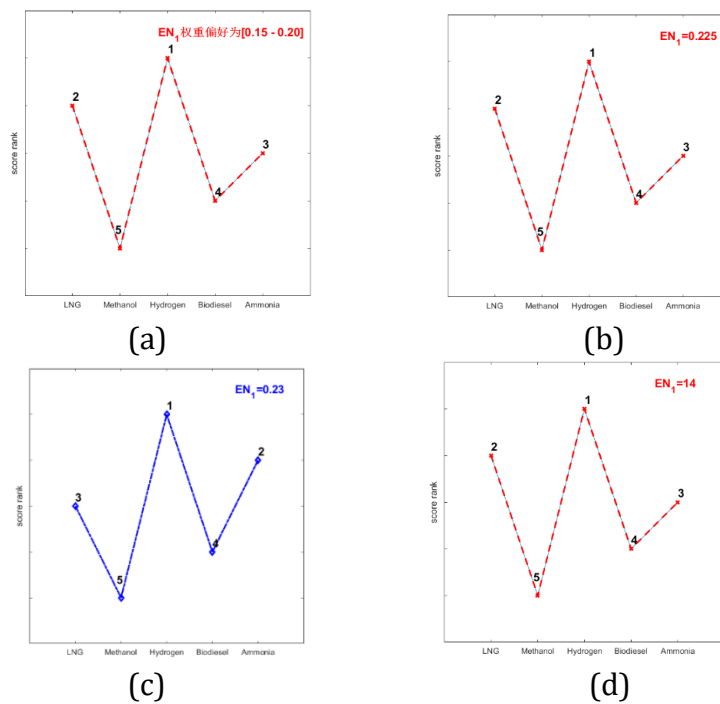 EN1权重偏好为[0.15 - 0.20]
1
2
3
4
5
score rank
LNG Methanol Hydrogen Biodiesel Ammonia
(a)
EN1=0.225
1
2
3
4
5
score rank
LNG Methanol Hydrogen Biodiesel Ammonia
(b)
EN1=0.23
1
2
3
4
5
score rank
LNG Methanol Hydrogen Biodiesel Ammonia
(c)
EN1=14
1
2
3
4
5
score rank
LNG Methanol Hydrogen Biodiesel Ammonia
(d)